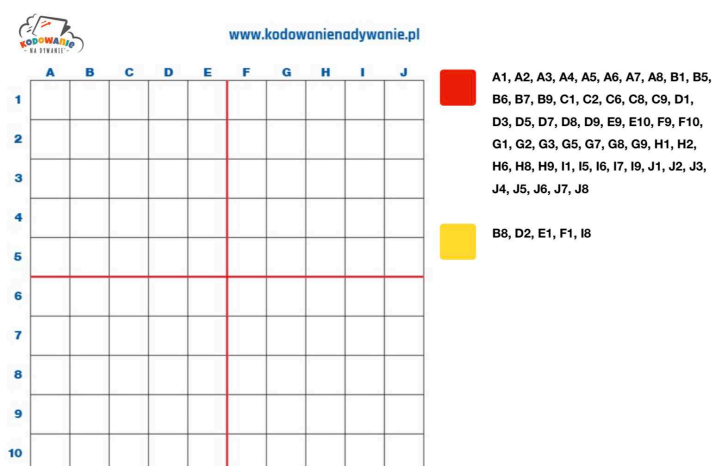 KODOWANIE
- NA DYWANIE -
www.kodowanienadywanie.pl
A B C D E F G H I J
1
2
3
4
5
6
7
8
9
10
A1, A2, A3, A4, A5, A6, A7, A8, B1, B5,
B6, B7, B9, C1, C2, C6, C8, C9, D1,
D3, D5, D7, D8, D9, E9, E10, F9, F10,
G1, G2, G3, G5, G7, G8, G9, H1, H2,
H6, H8, H9, I1, I5, I6, I7, I9, J1, J2, J3,
J4, J5, J6, J7, J8
B8, D2, E1, F1, I8